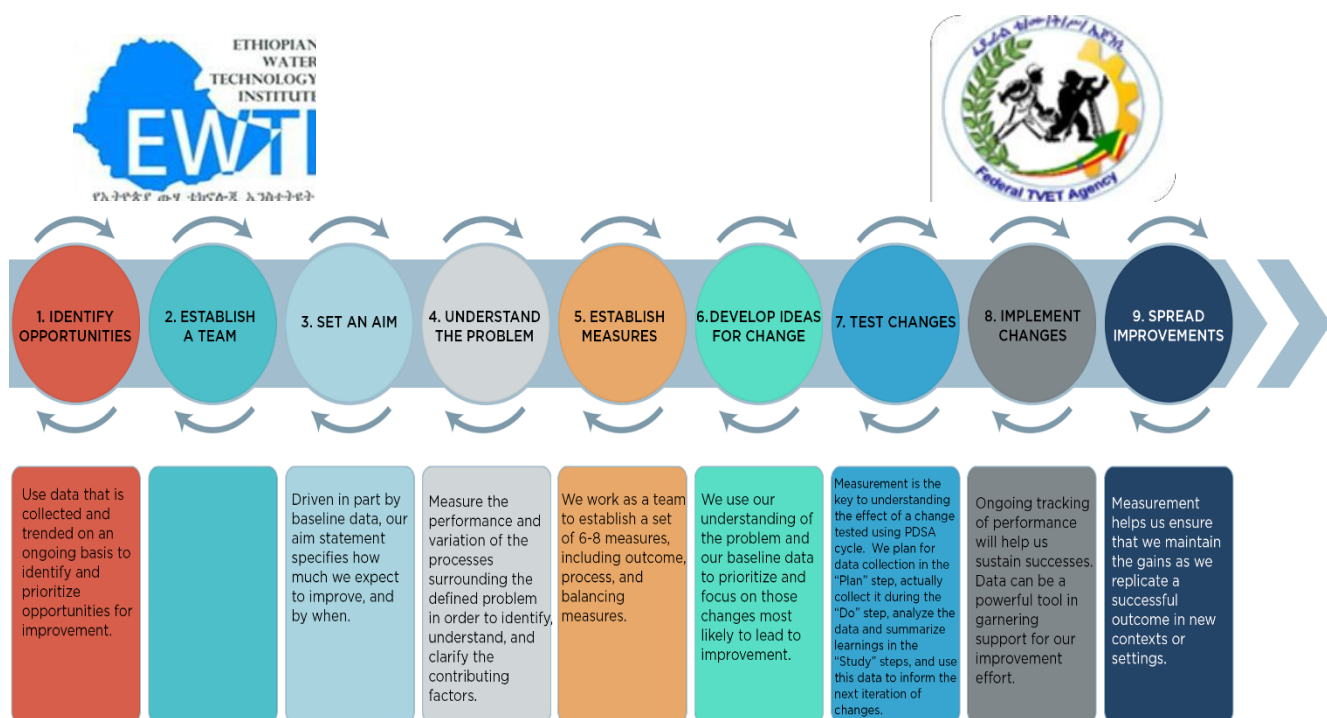 ETHIOPIAN
WATER
TECHNOLOGY
INSTITUTE
EWTI
የኢትዮጵያ ውሃ ቴክኖሎጂ
Federal TVET Agency
1. IDENTIFY
OPPORTUNITIES
2. ESTABLISH
A TEAM
3. SET AN AIM
4. UNDERSTAND
THE PROBLEM
5. ESTABLISH
MEASURES
6.DEVELOP IDEAS
FOR CHANGE
7. TEST CHANGES
8. IMPLEMENT
CHANGES
9. SPREAD
IMPROVEMENTS
Use data that is
collected and
trended on an
ongoing basis to
identify and
prioritize
opportunities for
improvement.
Driven in part by
baseline data, our
aim statement
specifies how
much we expect
to improve, and
by when.
Measure the
performance and
variation of the
processes
surrounding the
defined problem
in order to identify,
understand, and
clarify the
contributing
factors.
We work as a team
to establish a set
of 6-8 measures,
including outcome,
process, and
balancing
measures.
We use our
understanding of
the problem and
our baseline data
to prioritize and
focus on those
changes most
likely to lead to
improvement.
Measurement is the
key to understanding
the effect of a change
tested using PDSA
cycle. We plan for
data collection in the
“Plan” step, actually
collect it during the
“Do” step, analyze the
data and summarize
learnings in the
“Study” steps, and use
this data to inform the
next iteration of
changes.
Ongoing tracking
of performance
will help us
sustain successes.
Data can be a
powerful tool in
garnering
support for our
improvement
effort.
Measurement
helps us ensure
that we maintain
the gains as we
replicate a
successful
outcome in new
contexts or
settings.